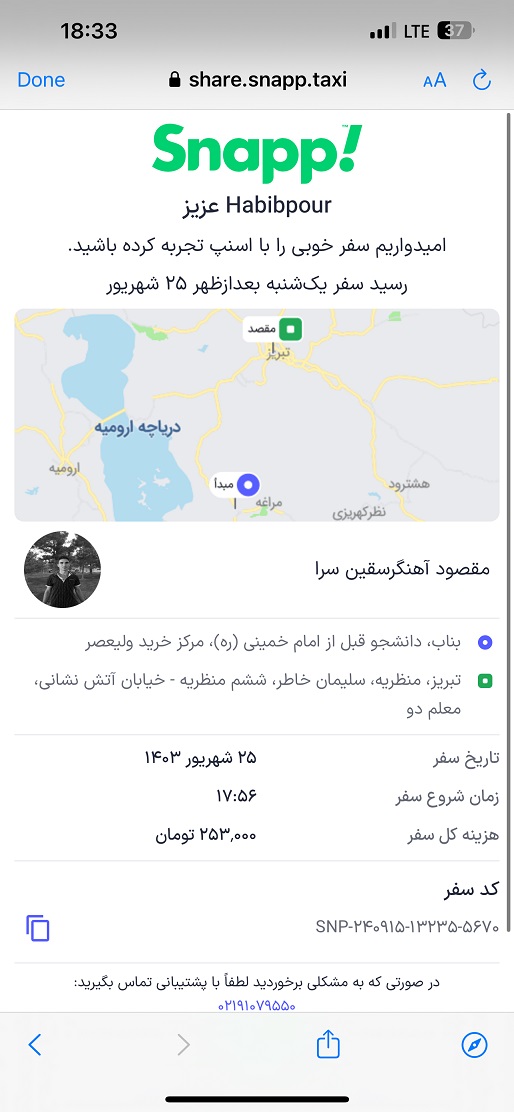 18:33
LTE
37
Done
share.snapp.taxi
AA
Snapp!
™
Habibpour عزیز
امیدواریم سفر خوبی را با اسنپ تجربه کرده باشید.
رسید سفر یک‌شنبه بعدازظهر ۲۵ شهریور
مقصد
تبریز
دریاچه ارومیه
ارومیه
مبدأ
مراغه
هشترود
نظرکهریزی
مقصود آهنگرسقین سرا
بناب، دانشجو قبل از امام خمینی (ره)، مرکز خرید ولیعصر
تبریز، منظریه، سلیمان خاطر، ششم منظریه - خیابان آتش نشانی،
معلم دو
تاریخ سفر
۲۵ شهریور ۱۴۰۳
زمان شروع سفر
۱۷:۵۶
هزینه کل سفر
۲۵۳,۰۰۰ تومان
کد سفر
SNP-۲۴۰۹۱۵-۱۳۲۳۵-۵۶۷۰
در صورتی که به مشکلی برخوردید لطفاً با پشتیبانی تماس بگیرید:
۰۲۱۹۱۰۷۹۵۵۰